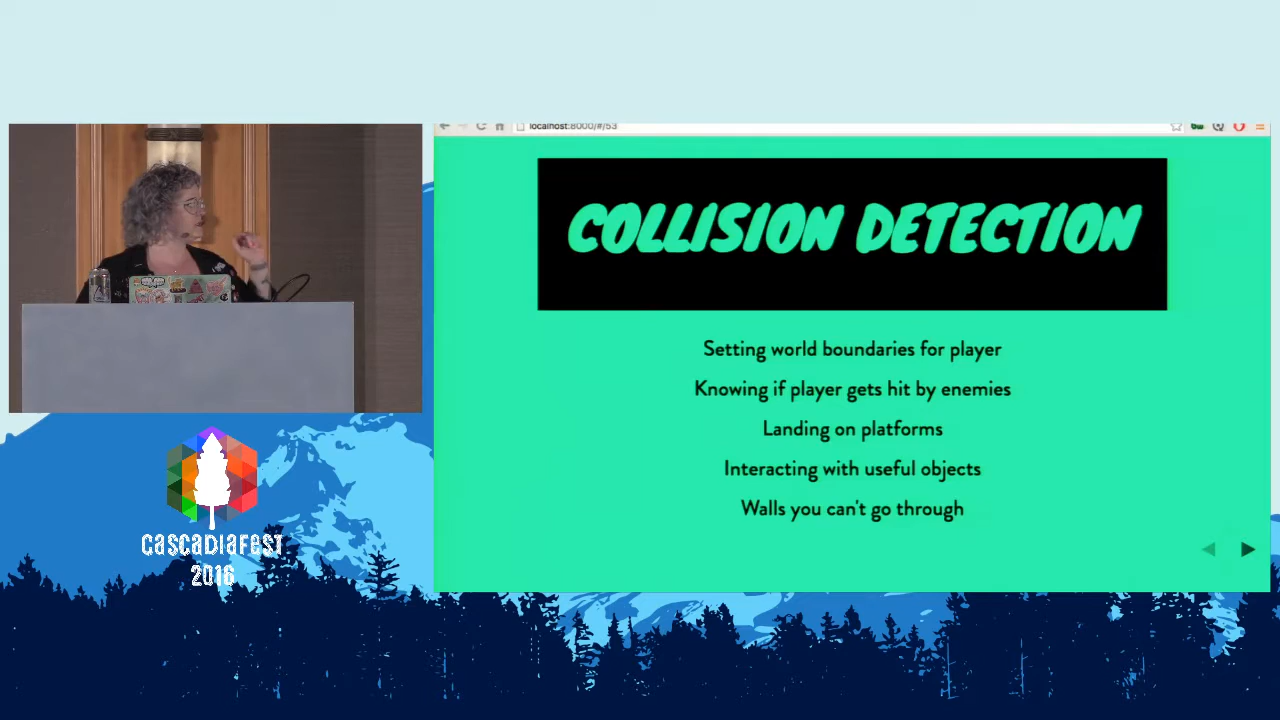 localhost:8000/#/53
COLLISION DETECTION
Setting world boundaries for player
Knowing if player gets hit by enemies
Landing on platforms
Interacting with useful objects
Walls you can't go through
CASCADIAFEST
2016